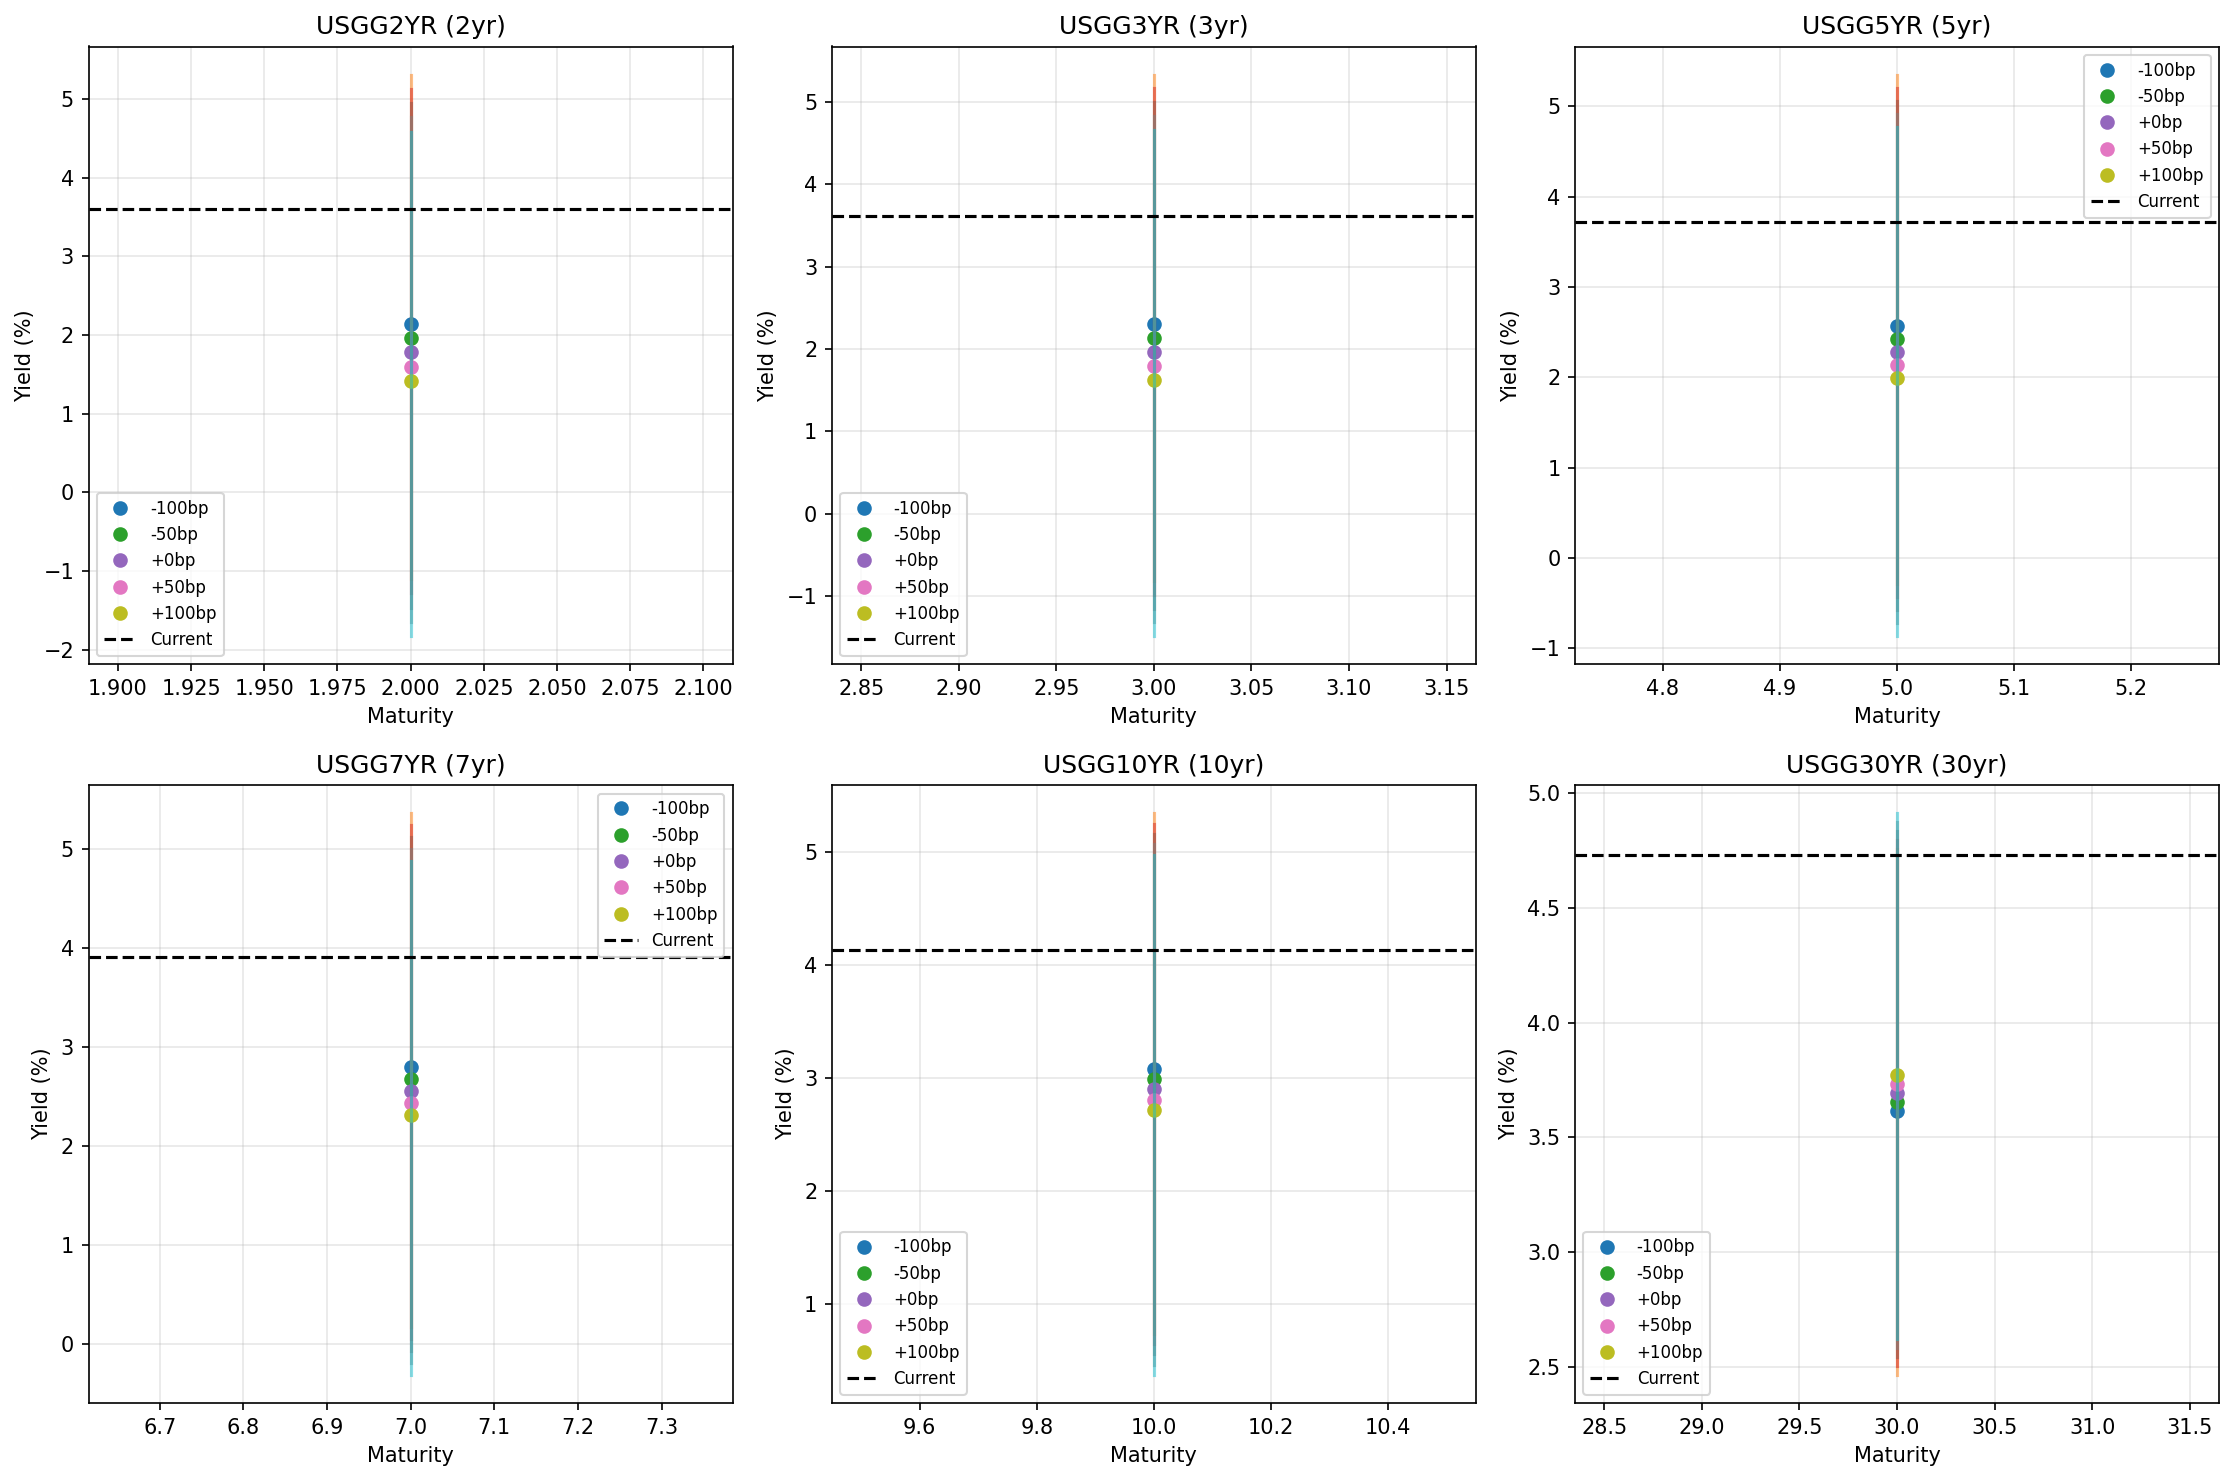 USGG2YR (2yr)
Yield (%)
5
4
3
2
1
0
−1
−2
-100bp
-50bp
+0bp
+50bp
+100bp
Current
1.900 1.925 1.950 1.975 2.000 2.025 2.050 2.075 2.100
Maturity
USGG3YR (3yr)
Yield (%)
5
4
3
2
1
0
−1
-100bp
-50bp
+0bp
+50bp
+100bp
Current
2.85 2.90 2.95 3.00 3.05 3.10 3.15
Maturity
USGG5YR (5yr)
Yield (%)
5
4
3
2
1
0
−1
-100bp
-50bp
+0bp
+50bp
+100bp
Current
4.8 4.9 5.0 5.1 5.2
Maturity
USGG7YR (7yr)
Yield (%)
5
4
3
2
1
0
-100bp
-50bp
+0bp
+50bp
+100bp
Current
6.7 6.8 6.9 7.0 7.1 7.2 7.3
Maturity
USGG10YR (10yr)
Yield (%)
5
4
3
2
1
-100bp
-50bp
+0bp
+50bp
+100bp
Current
9.6 9.8 10.0 10.2 10.4
Maturity
USGG30YR (30yr)
Yield (%)
5.0
4.5
4.0
3.5
3.0
2.5
-100bp
-50bp
+0bp
+50bp
+100bp
Current
28.5 29.0 29.5 30.0 30.5 31.0 31.5
Maturity